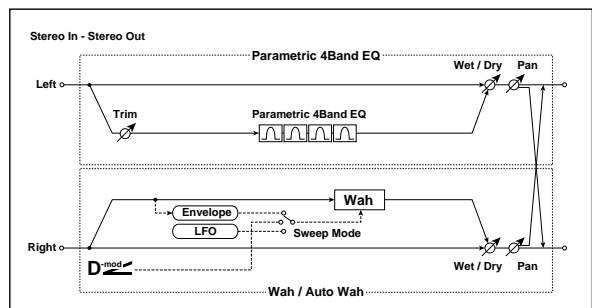 Stereo In - Stereo Out
Parametric 4Band EQ
Wet / Dry
Pan
Left
Trim
Parametric 4Band EQ
Envelope
Wah
LFO
Sweep Mode
Right
D-mod
Wet / Dry
Pan
Wah / Auto Wah